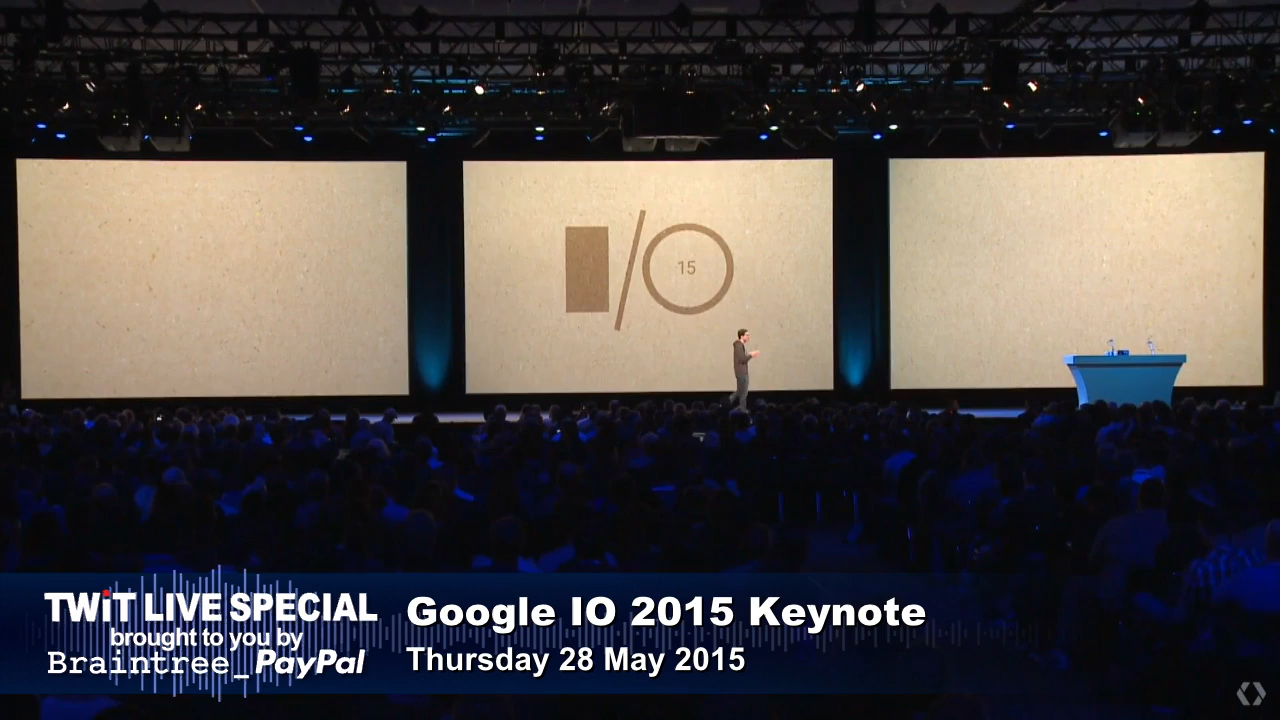 I/O
15
TWiT LIVE SPECIAL
brought to you by
Braintree_PayPal
Google IO 2015 Keynote
Thursday 28 May 2015